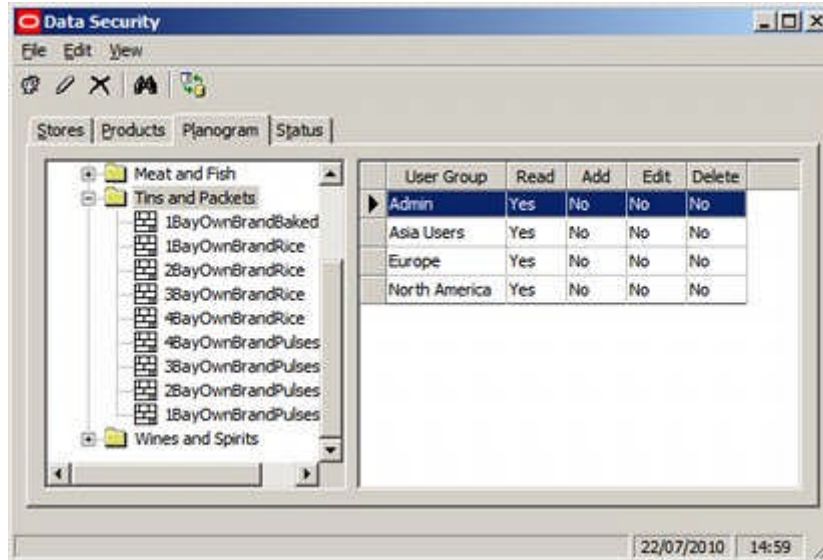 Data Security
File Edit View
Stores Products Planogram Status
Meat and Fish
Tins and Packets
1BayOwnBrandBaked
1BayOwnBrandRice
2BayOwnBrandRice
3BayOwnBrandRice
4BayOwnBrandRice
4BayOwnBrandPulses
3BayOwnBrandPulses
2BayOwnBrandPulses
1BayOwnBrandPulses
Wines and Spirits
User Group Read Add Edit Delete
Admin Yes No No No
Asia Users Yes No No No
Europe Yes No No No
North America Yes No No No
22/07/2010 14:59